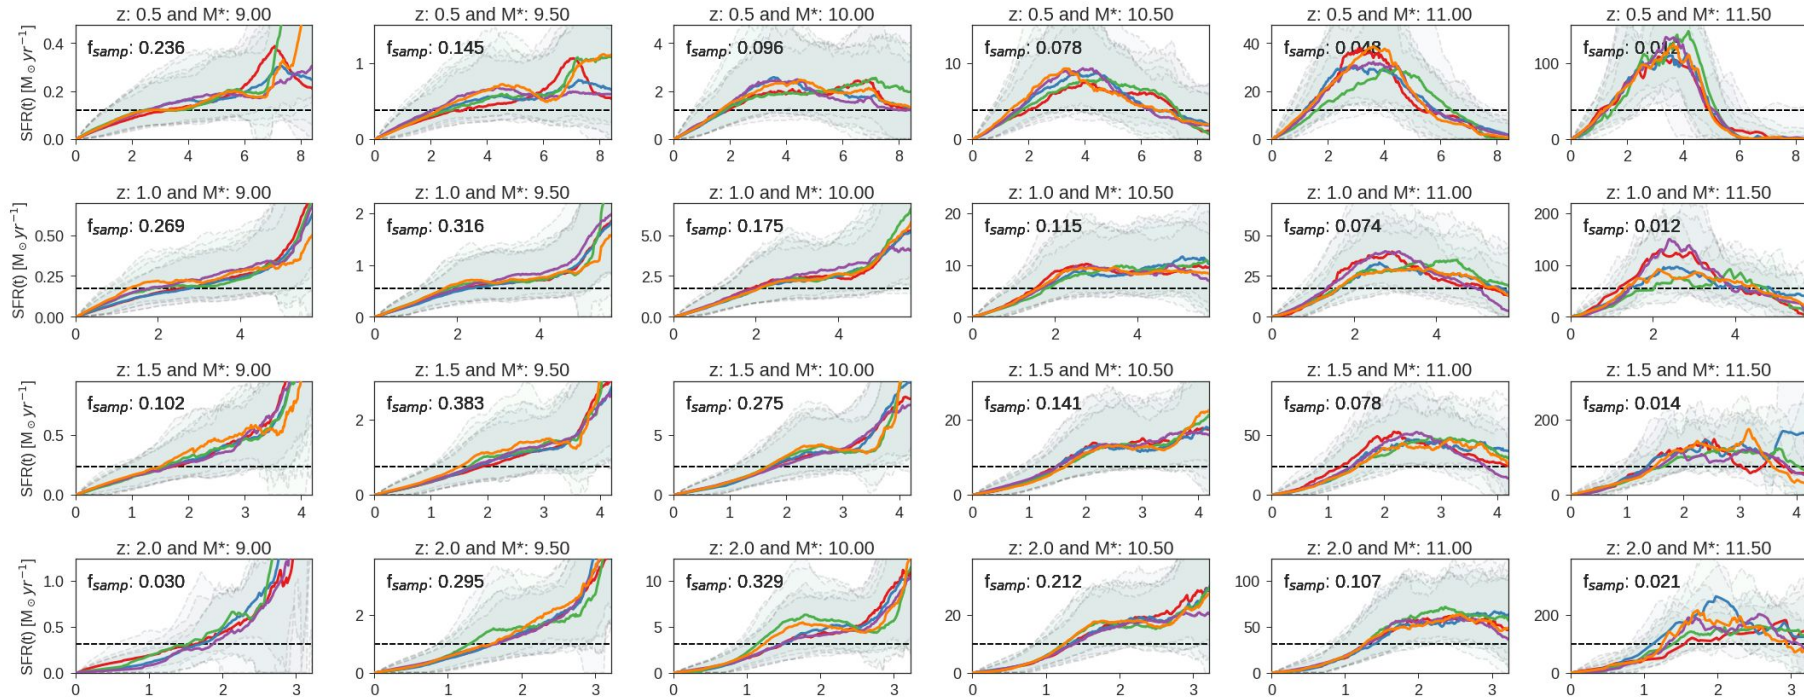 z: 0.5 and M*: 9.00
z: 0.5 and M*: 9.50
z: 0.5 and M*: 10.00
z: 0.5 and M*: 10.50
z: 0.5 and M*: 11.00
z: 0.5 and M*: 11.50
SFR(t) [M⊙yr⁻¹]
0.4
0.2
0.0
f_samp: 0.236
1
0
f_samp: 0.145
4
2
0
f_samp: 0.096
10
0
f_samp: 0.078
40
20
0
f_samp: 0.048
100
0
f_samp: 0.012
0 2 4 6 8
0 2 4 6 8
0 2 4 6 8
0 2 4 6 8
0 2 4 6 8
0 2 4 6 8
z: 1.0 and M*: 9.00
z: 1.0 and M*: 9.50
z: 1.0 and M*: 10.00
z: 1.0 and M*: 10.50
z: 1.0 and M*: 11.00
z: 1.0 and M*: 11.50
SFR(t) [M⊙yr⁻¹]
0.50
0.25
0.00
f_samp: 0.269
2
1
0
f_samp: 0.316
5.0
2.5
0.0
f_samp: 0.175
20
10
0
f_samp: 0.115
50
25
0
f_samp: 0.074
200
100
0
f_samp: 0.012
0 2 4
0 2 4
0 2 4
0 2 4
0 2 4
0 2 4
z: 1.5 and M*: 9.00
z: 1.5 and M*: 9.50
z: 1.5 and M*: 10.00
z: 1.5 and M*: 10.50
z: 1.5 and M*: 11.00
z: 1.5 and M*: 11.50
SFR(t) [M⊙yr⁻¹]
0.5
0.0
f_samp: 0.102
2
0
f_samp: 0.383
5
0
f_samp: 0.275
20
0
f_samp: 0.141
50
0
f_samp: 0.078
200
0
f_samp: 0.014
0 1 2 3 4
0 1 2 3 4
0 1 2 3 4
0 1 2 3 4
0 1 2 3 4
0 1 2 3 4
z: 2.0 and M*: 9.00
z: 2.0 and M*: 9.50
z: 2.0 and M*: 10.00
z: 2.0 and M*: 10.50
z: 2.0 and M*: 11.00
z: 2.0 and M*: 11.50
SFR(t) [M⊙yr⁻¹]
1.0
0.5
0.0
f_samp: 0.030
2
0
f_samp: 0.295
10
5
0
f_samp: 0.329
20
0
f_samp: 0.212
100
50
0
f_samp: 0.107
200
0
f_samp: 0.021
0 1 2 3
0 1 2 3
0 1 2 3
0 1 2 3
0 1 2 3
0 1 2 3